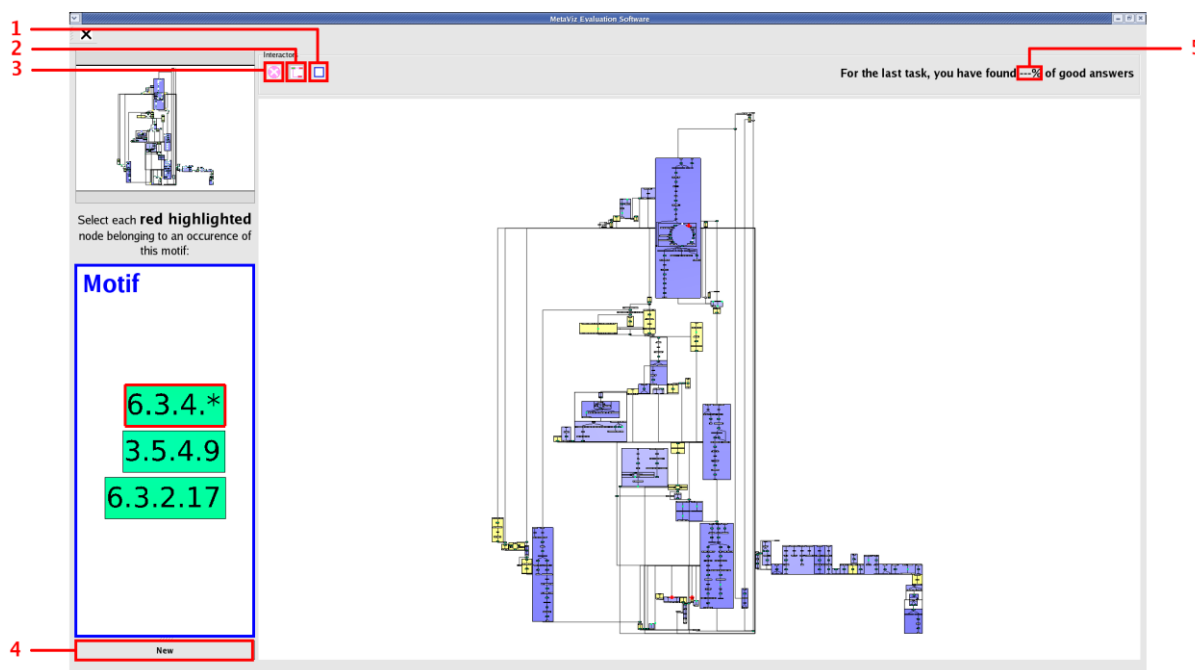 MetaViz Evaluation Software
1
2
3
Interactors
For the last task, you have found ---% of good answers
5
Select each red highlighted
node belonging to an occurence of
this motif:
Motif
6.3.4.*
3.5.4.9
6.3.2.17
4
New